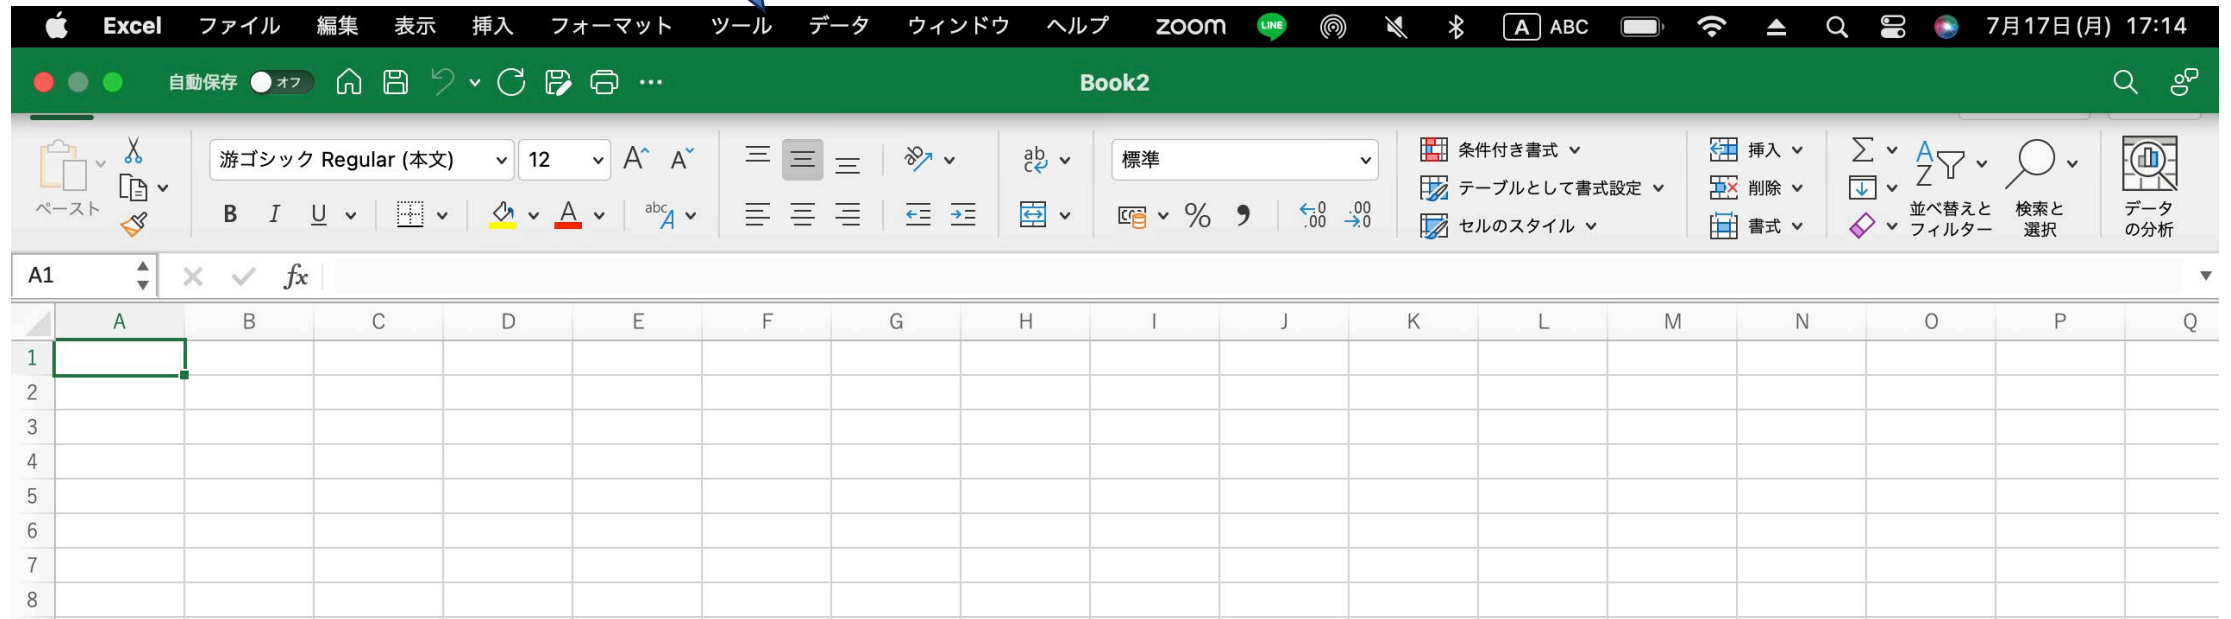 Excel ファイル 編集 表示 挿入 フォーマット ツール データ ウィンドウ ヘルプ zoom LINE A ABC 7月17日(月) 17:14
自動保存 オフ Book2
ペースト 游ゴシック Regular (本文) 12 A A ab c 標準 条件付き書式 挿入 Σ A Z
テーブルとして書式設定 削除
B I U A abc A % 9 0 .00 .00 0 セルのスタイル 書式 並べ替えと フィルター 検索と 選択 データ の分析
A1 fx
A B C D E F G H I J K L M N O P Q
1
2
3
4
5
6
7
8